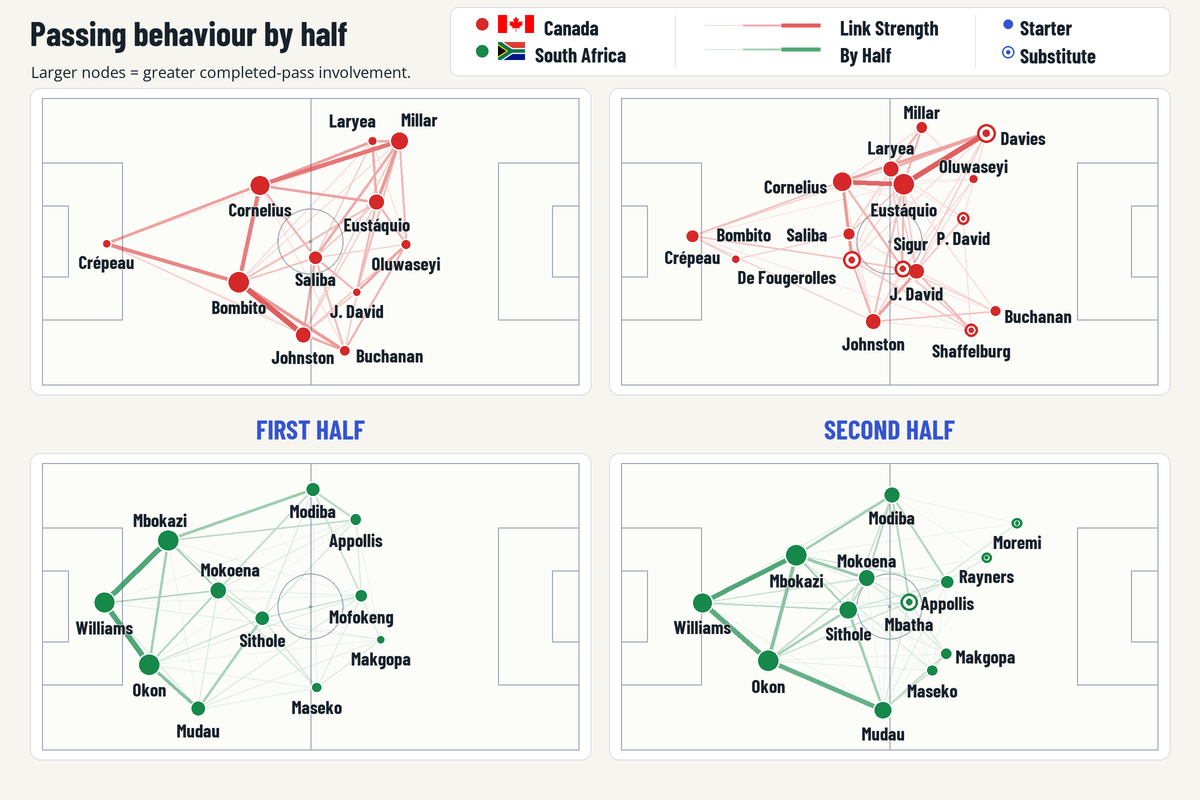 Passing behaviour by half
Larger nodes = greater completed-pass involvement.
Canada
South Africa
Link Strength
By Half
Starter
Substitute
Laryea
Millar
Cornelius
Eustáquio
Crépeau
Oluwaseyi
Saliba
Bombito
J. David
Johnston
Buchanan
Millar
Davies
Laryea
Oluwaseyi
Cornelius
Eustáquio
Bombito
Saliba
Sigur
P. David
Crépeau
De Fougerolles
J. David
Buchanan
Johnston
Shaffelburg
FIRST HALF
SECOND HALF
Modiba
Mbokazi
Appollis
Mokoena
Mofokeng
Williams
Sithole
Makgopa
Okon
Maseko
Mudau
Modiba
Moremi
Mokoena
Mbokazi
Rayners
Appollis
Williams
Mbatha
Sithole
Makgopa
Okon
Maseko
Mudau